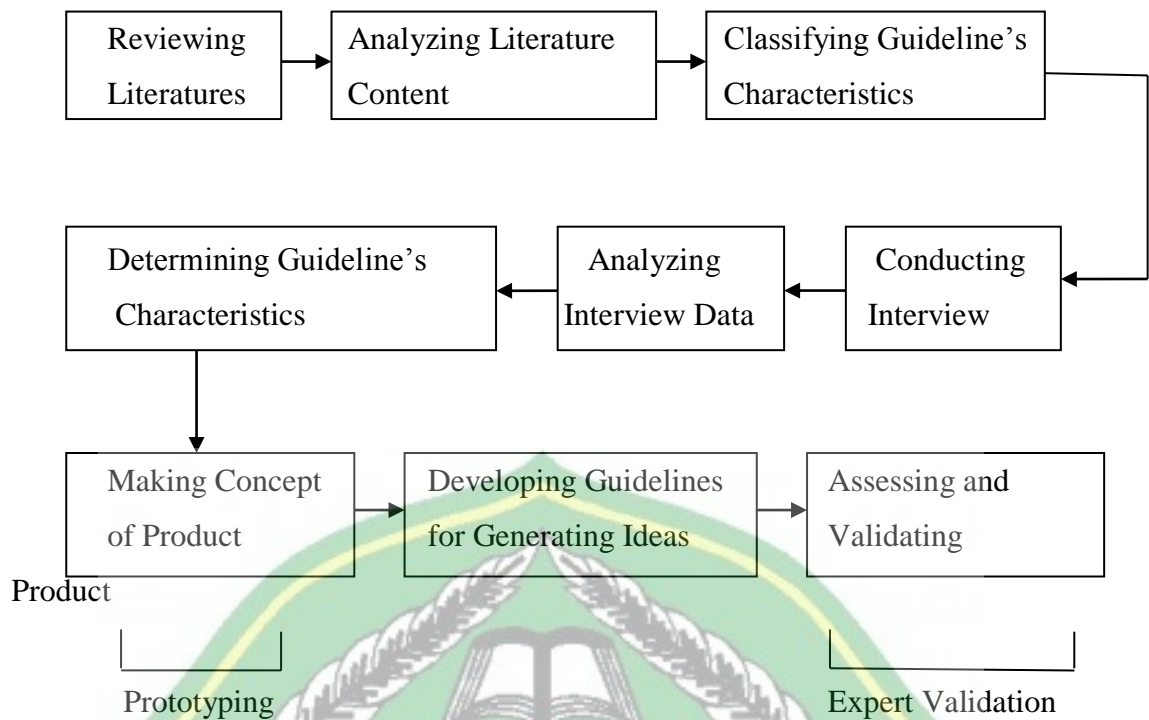 Reviewing
Literatures
Analyzing Literature
Content
Classifying Guideline’s
Characteristics
Conducting
Interview
Analyzing
Interview Data
Determining Guideline’s
Characteristics
Making Concept
of Product
Developing Guidelines
for Generating Ideas
Assessing and
Validating
Product
Prototyping
Expert Validation